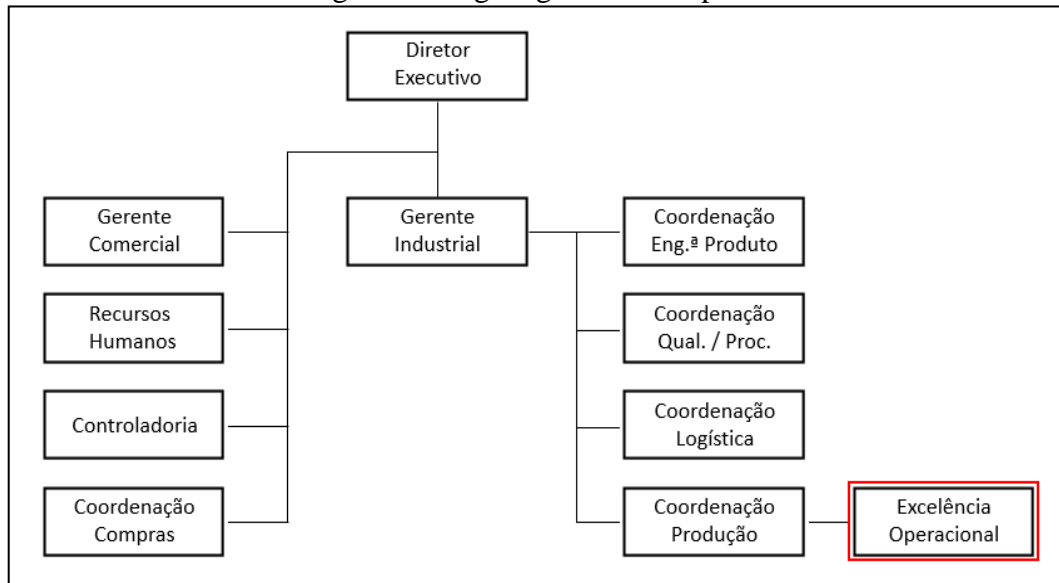 Diretor
Executivo
Gerente
Comercial
Gerente
Industrial
Coordenação
Eng.ª Produto
Recursos
Humanos
Coordenação
Qual. / Proc.
Controladoria
Coordenação
Logística
Coordenação
Compras
Coordenação
Produção
Excelência
Operacional